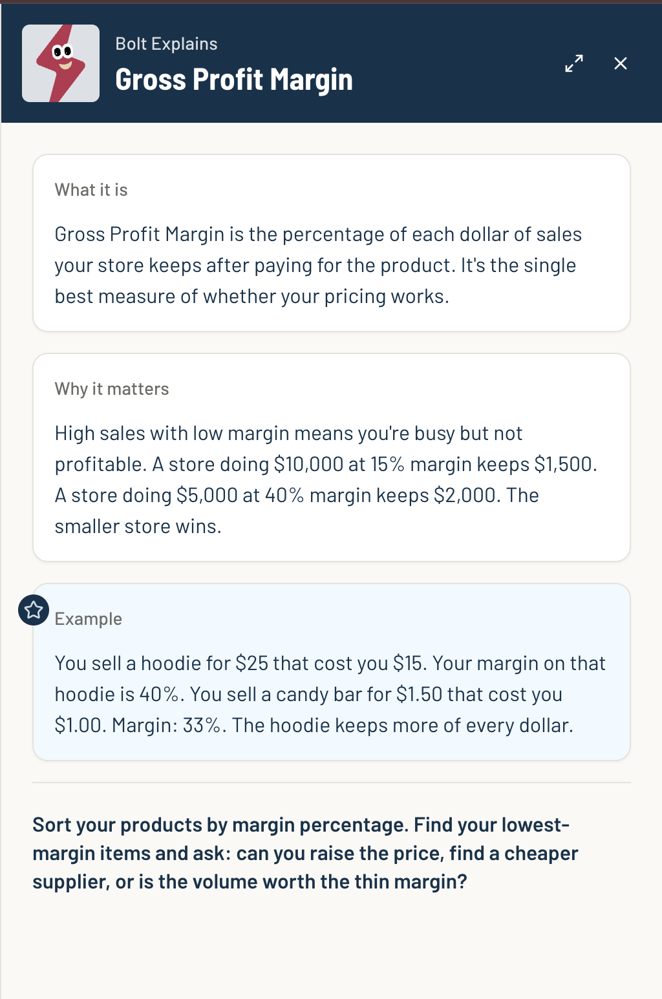 Bolt Explains
Gross Profit Margin
What it is
Gross Profit Margin is the percentage of each dollar of sales
your store keeps after paying for the product. It's the single
best measure of whether your pricing works.
Why it matters
High sales with low margin means you're busy but not
profitable. A store doing $10,000 at 15% margin keeps $1,500.
A store doing $5,000 at 40% margin keeps $2,000. The
smaller store wins.
Example
You sell a hoodie for $25 that cost you $15. Your margin on that
hoodie is 40%. You sell a candy bar for $1.50 that cost you
$1.00. Margin: 33%. The hoodie keeps more of every dollar.
Sort your products by margin percentage. Find your lowest-
margin items and ask: can you raise the price, find a cheaper
supplier, or is the volume worth the thin margin?